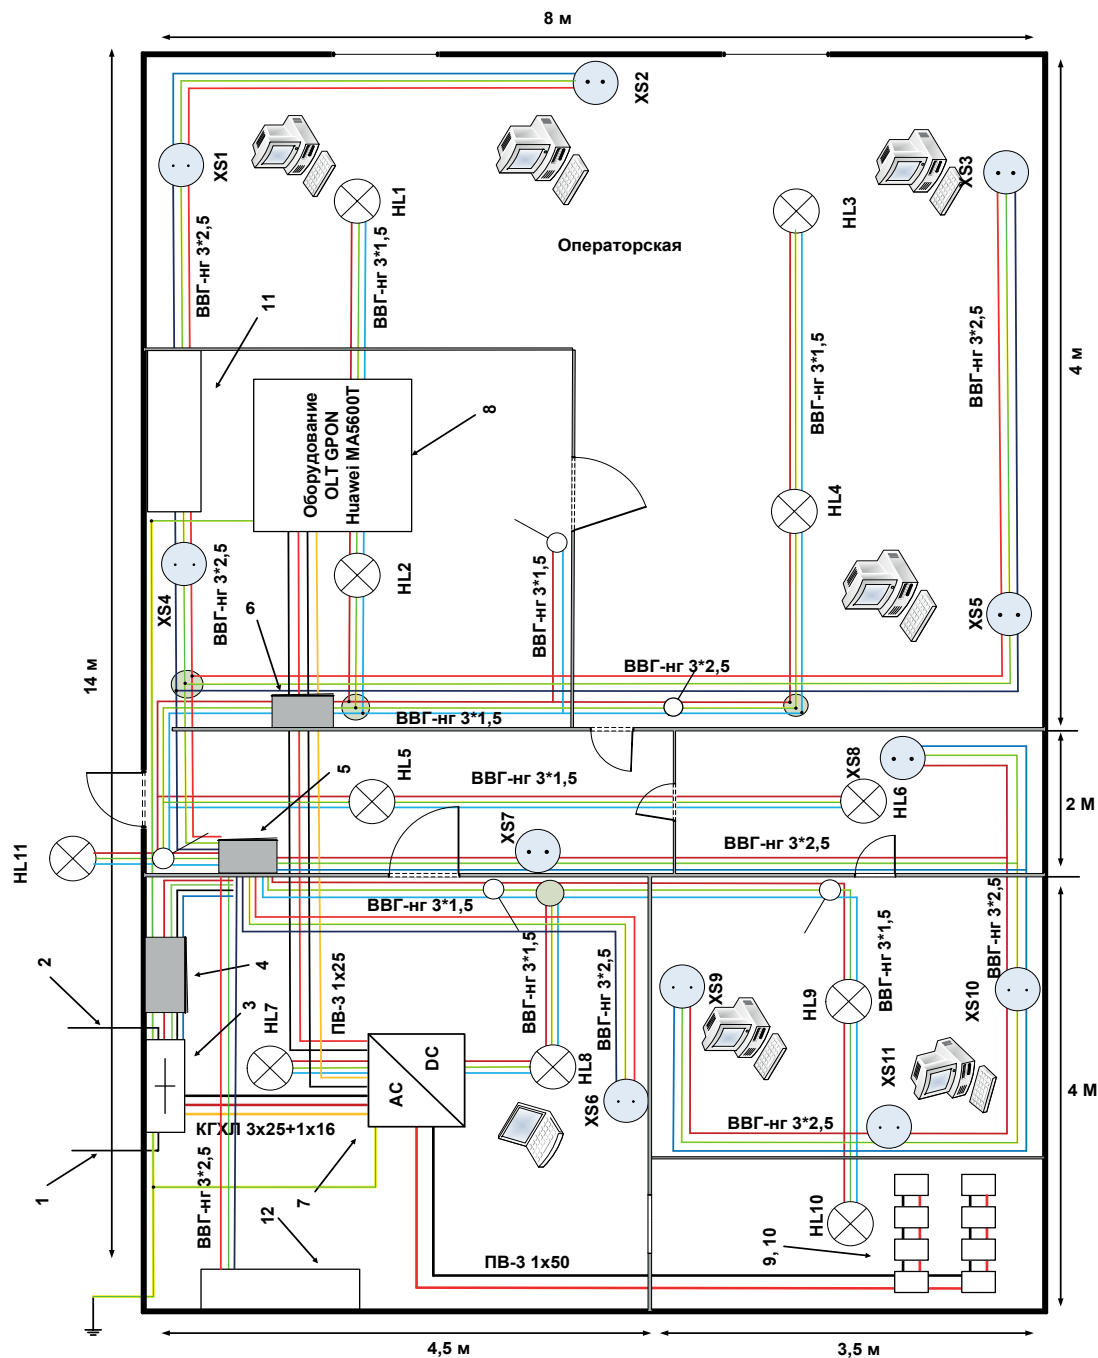 8 м
XS2
XS1
XS3
HL1
HL3
Операторская
ВВГ-нг 3*2,5
ВВГ-нг 3*1,5
11
ВВГ-нг 3*1,5
ВВГ-нг 3*2,5
4 м
8
Оборудование
OLT GPON
Huawei MA5600T
HL4
XS4
ВВГ-нг 3*2,5
HL2
ВВГ-нг 3*1,5
6
XS5
14 м
ВВГ-нг 3*2,5
ВВГ-нг 3*1,5
5
HL5
ВВГ-нг 3*1,5
XS8
HL6
2 М
HL11
XS7
ВВГ-нг 3*2,5
ВВГ-нг 3*1,5
2
4
3
HL7
ПВ-3 1х25
ВВГ-нг 3*1,5
ВВГ-нг 3*2,5
XS9
HL9
ВВГ-нг 3*1,5
ВВГ-нг 3*2,5
XS10
AC
DC
HL8
XS6
XS11
4 М
КГХЛ 3х25+1х16
ВВГ-нг 3*2,5
ВВГ-нг 3*2,5
1
7
12
HL10
9, 10
ПВ-3 1х50
4,5 м
3,5 м